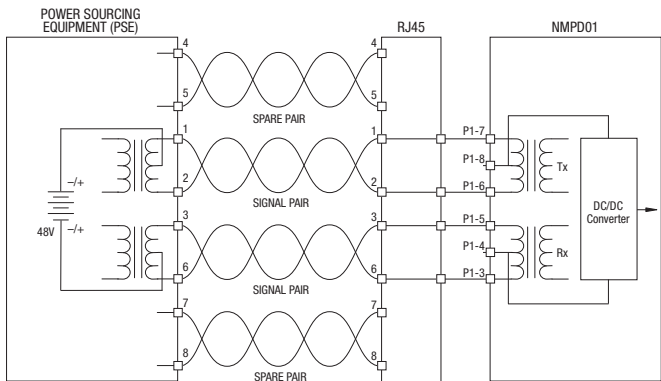 POWER SOURCING
EQUIPMENT (PSE)
RJ45
NMPD01
4
4
5
5
SPARE PAIR
1
1
P1-7
P1-8
Tx
–/+
2
2
P1-6
SIGNAL PAIR
DC/DC
Converter
3
3
P1-5
48V
–/+
P1-4
Rx
6
6
P1-3
SIGNAL PAIR
7
7
8
8
SPARE PAIR